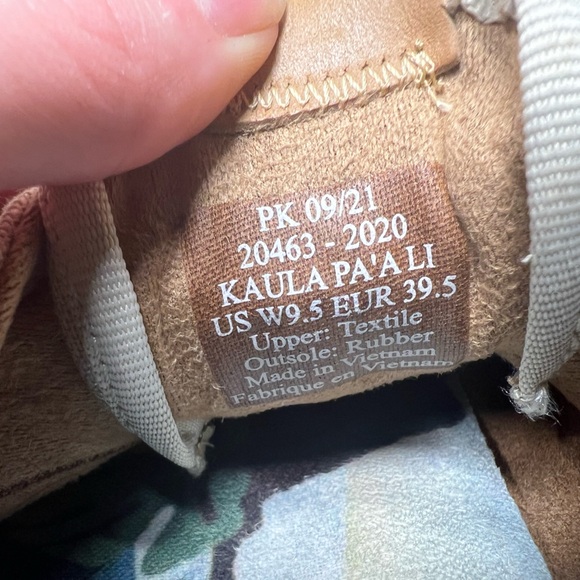 PK 09/21
20463 - 2020
KAULA PA'A LI
US W9.5 EUR 39.5
Upper: Textile
Outsole: Rubber
Made in Vietnam
Fabrique en Vietnam